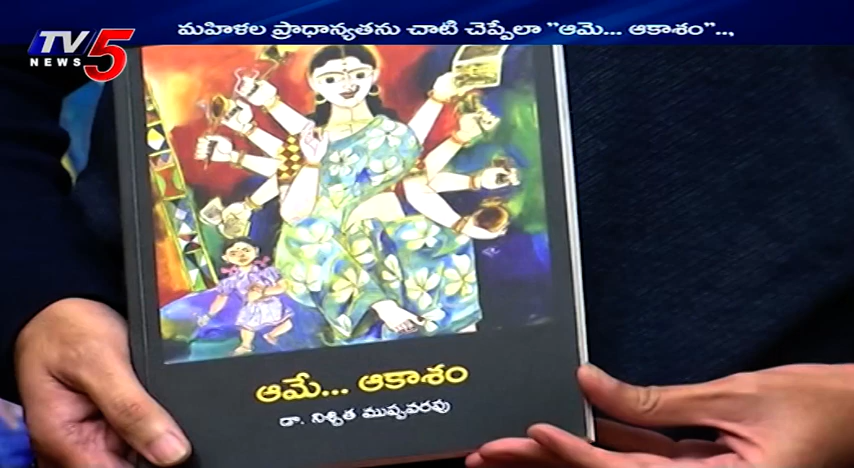 మహిళల ప్రాధాన్యతను చాటి చెప్పేలా "ఆమె... ఆకాశం"..,
TV5
NEWS
ఆమే... ఆకాశం
డా. నిశ్చిత ముప్పవరపు